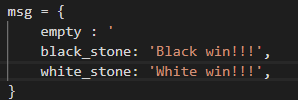 msg = {
    empty : '
    black_stone: 'Black win!!!',
    white_stone: 'White win!!!',
}